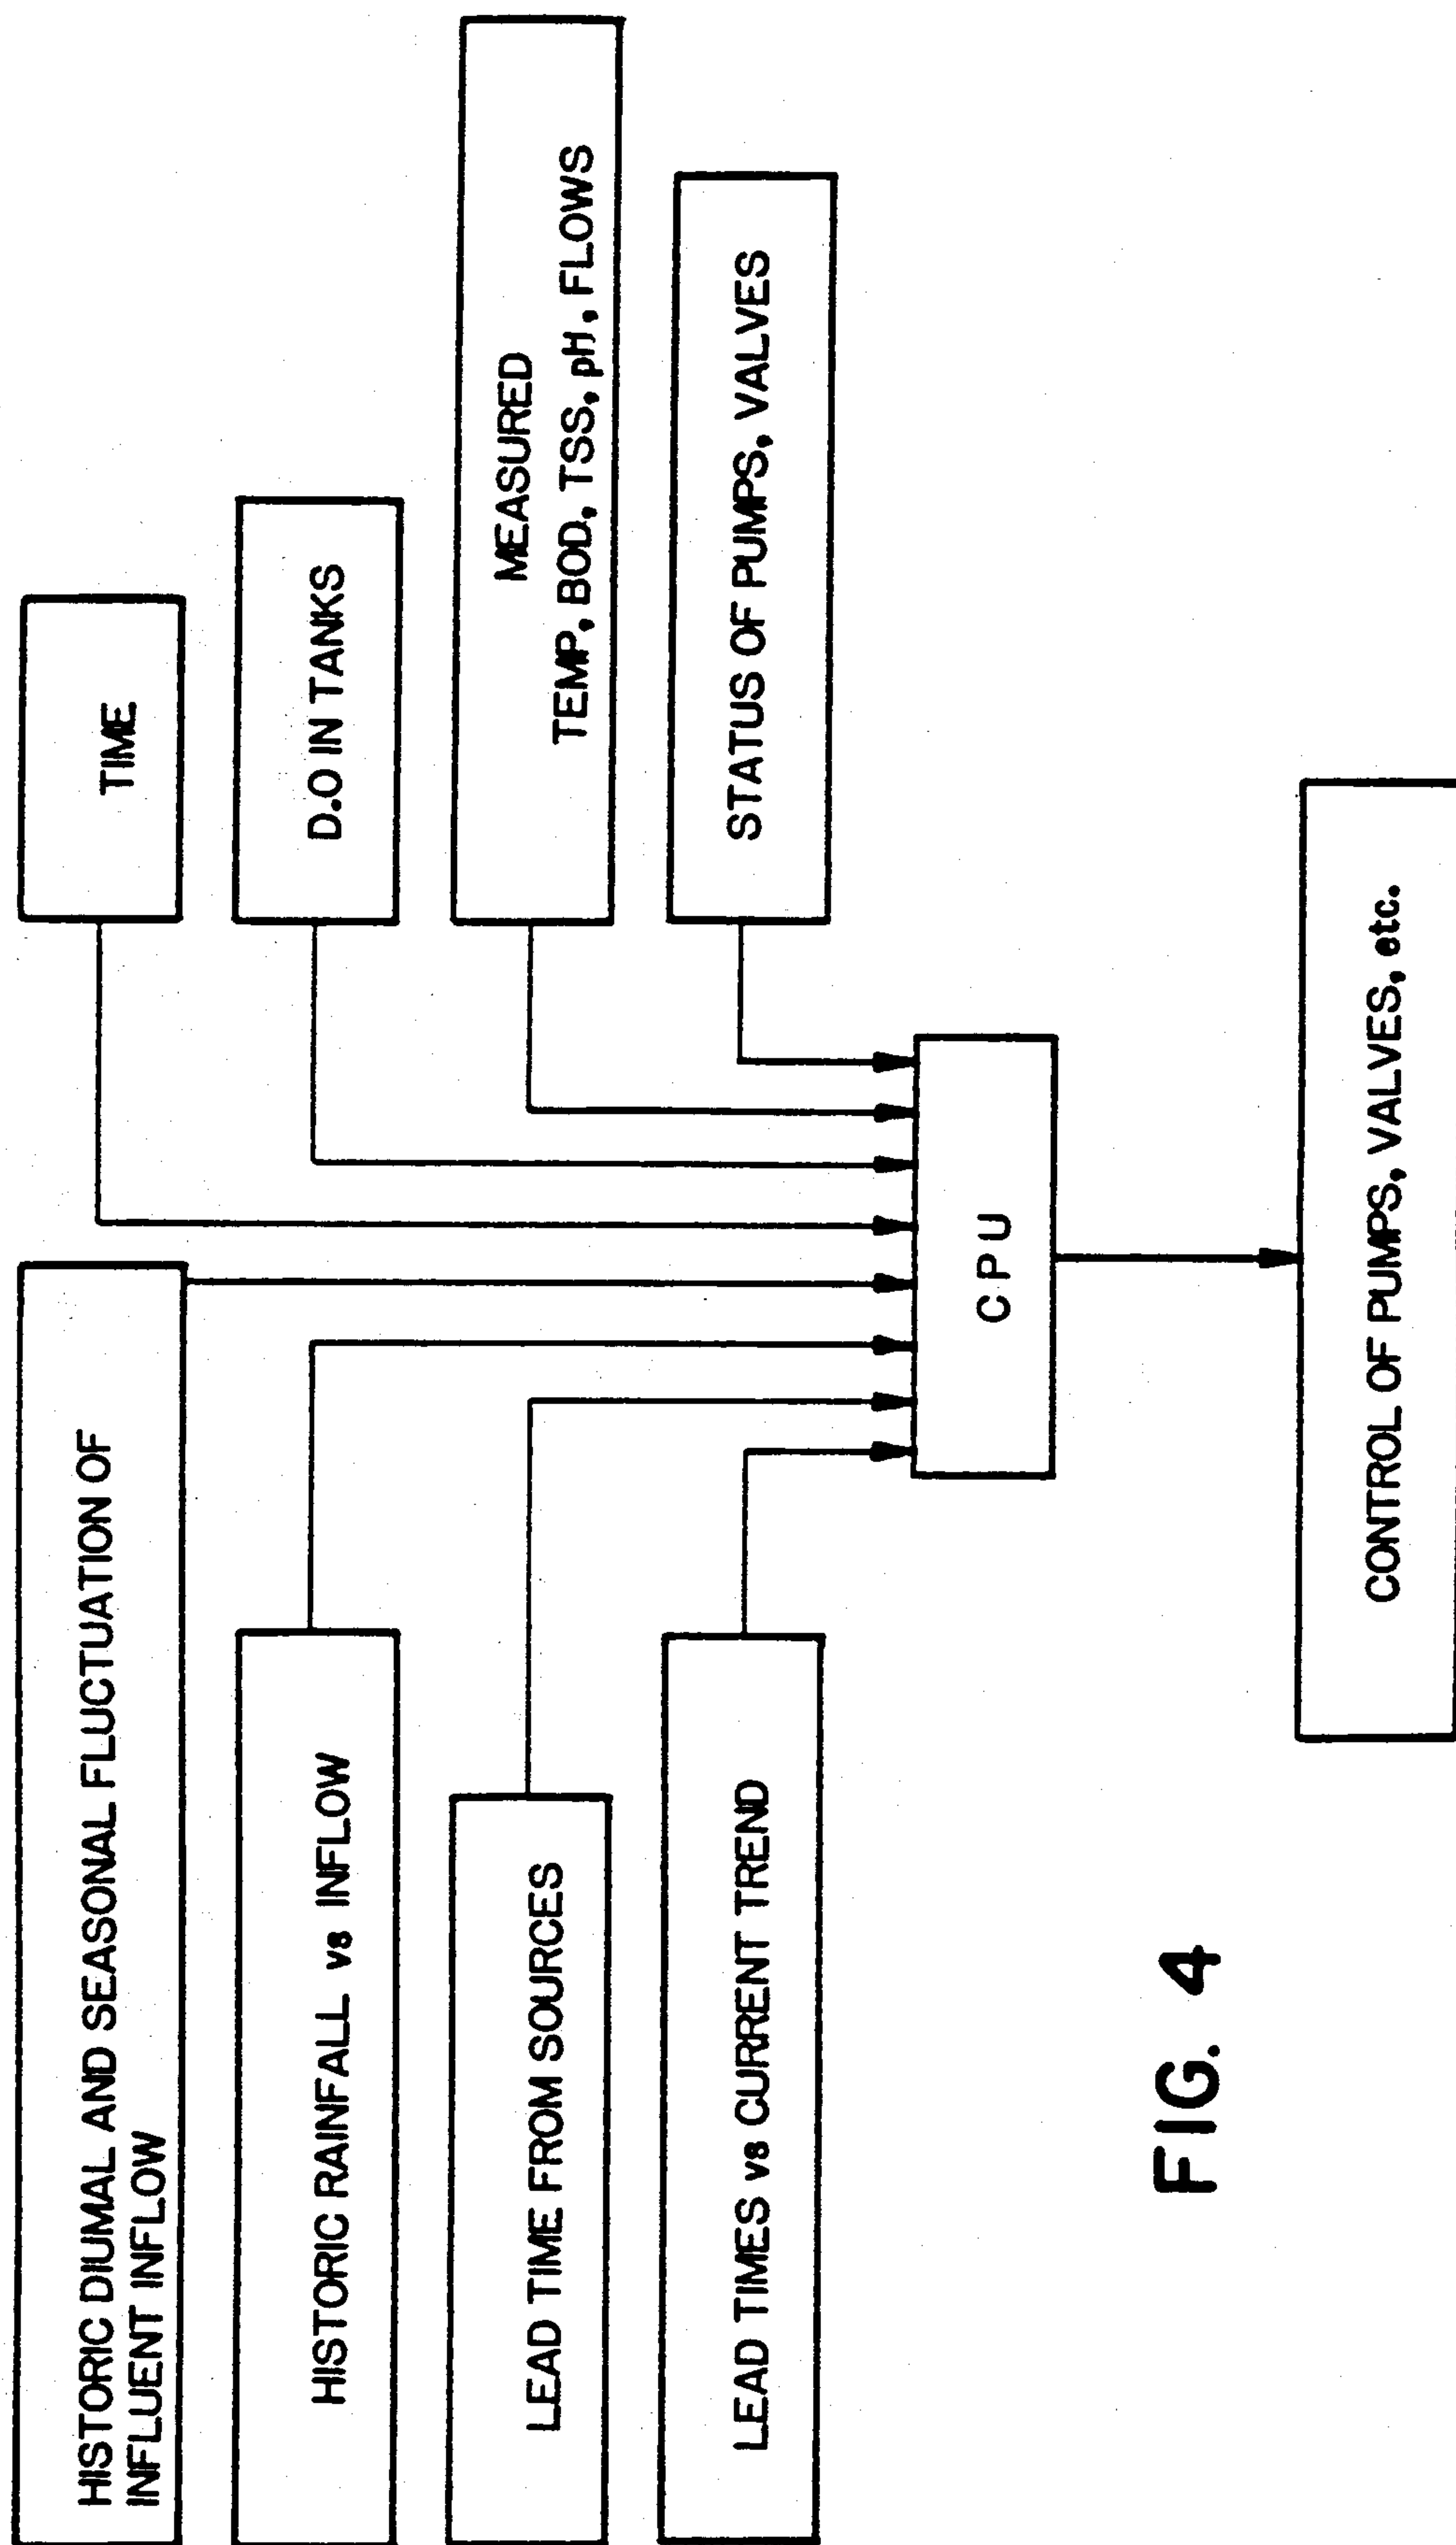 HISTORIC DIUMAL AND SEASONAL FLUCTUATION OF
INFLUENT INFLOW
HISTORIC RAINFALL vs INFLOW
LEAD TIME FROM SOURCES
LEAD TIMES vs CURRENT TREND
TIME
D.O IN TANKS
MEASURED
TEMP, BOD, TSS, pH, FLOWS
STATUS OF PUMPS, VALVES
CPU
CONTROL OF PUMPS, VALVES, etc.
FIG. 4